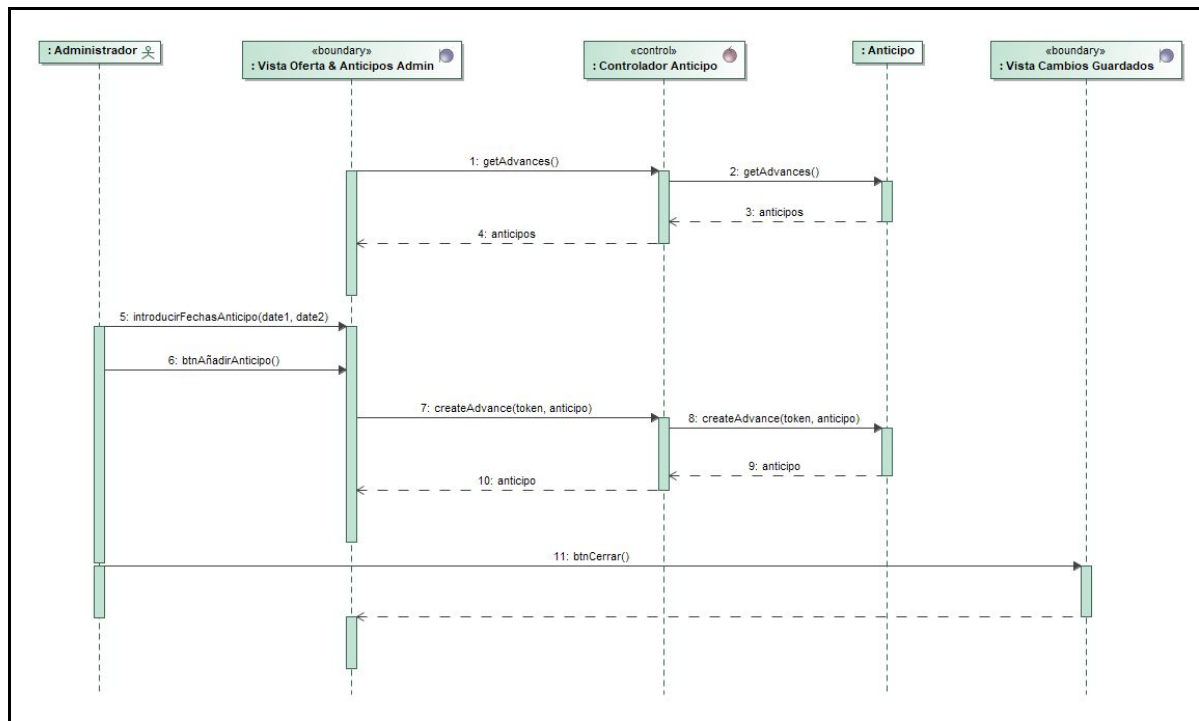 : Administrador
«boundary»
: Vista Oferta & Anticipos Admin
«control»
: Controlador Anticipo
: Anticipo
«boundary»
: Vista Cambios Guardados
1: getAdvances()
2: getAdvances()
3: anticipos
4: anticipos
5: introducirFechasAnticipo(date1, date2)
6: btnAñadirAnticipo()
7: createAdvance(token, anticipo)
8: createAdvance(token, anticipo)
9: anticipo
10: anticipo
11: btnCerrar()